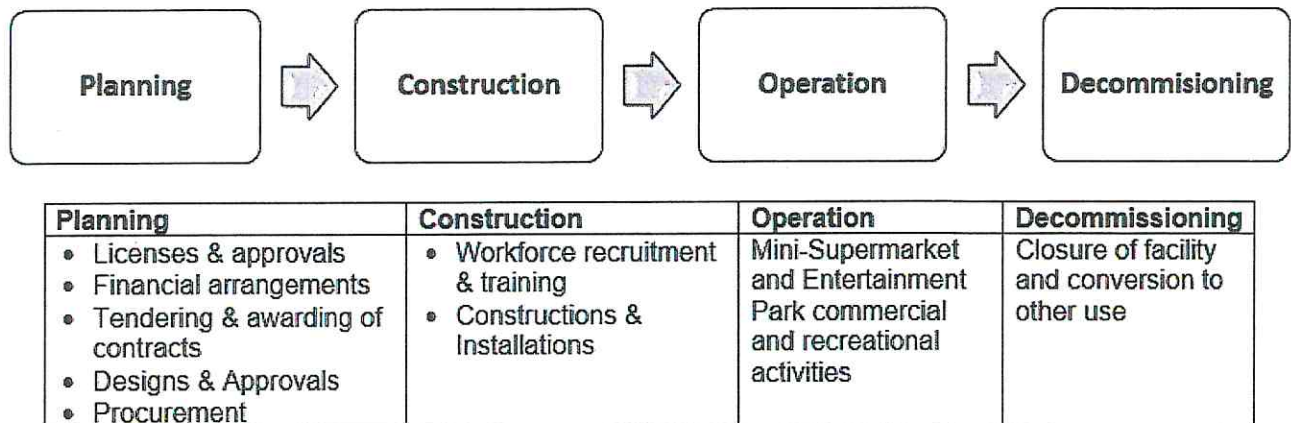 Planning
Construction
Operation
Decommisioning
Planning
• Licenses & approvals
• Financial arrangements
• Tendering & awarding of
contracts
• Designs & Approvals
• Procurement
Construction
• Workforce recruitment
& training
• Constructions &
Installations
Operation
Mini-Supermarket
and Entertainment
Park commercial
and recreational
activities
Decommissioning
Closure of facility
and conversion to
other use